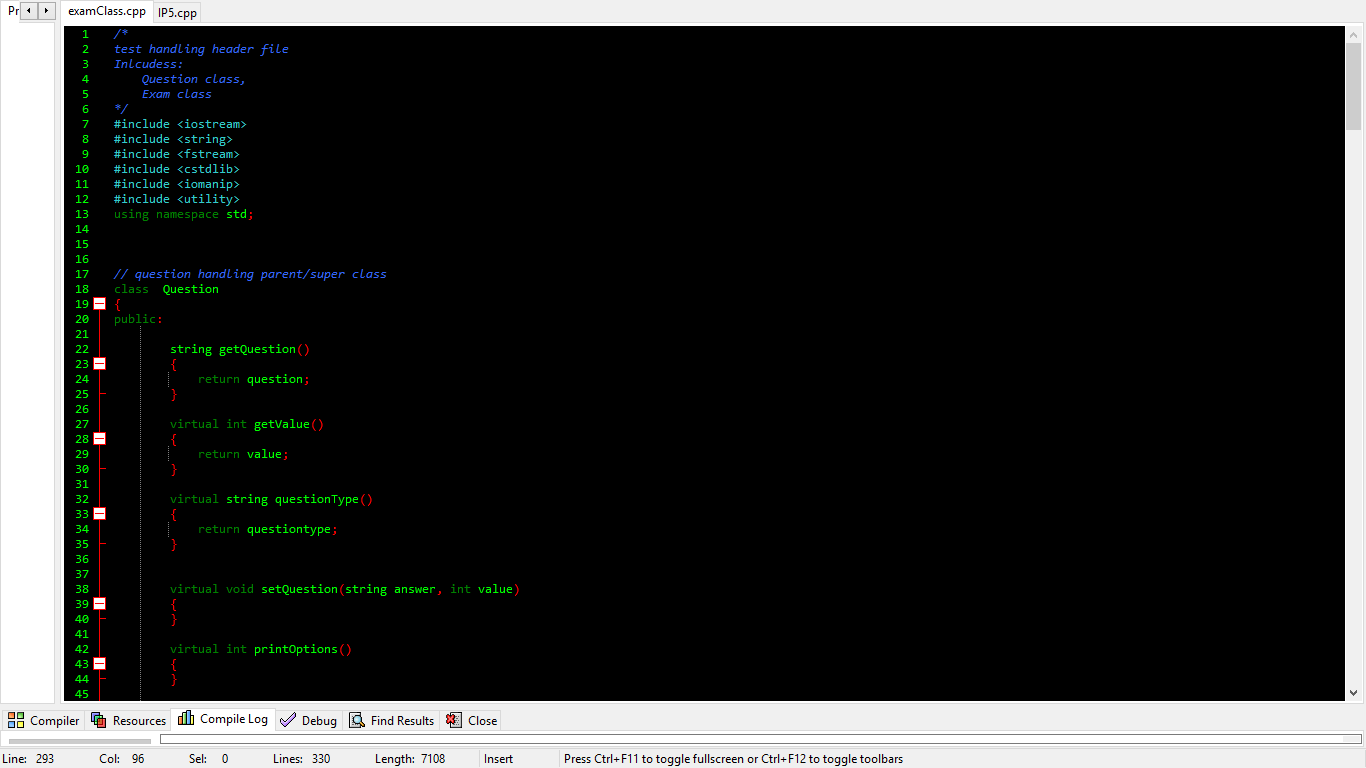 Pr examClass.cpp IP5.cpp
1 /*
2 test handling header file
3 Inlcudess:
4 Question class,
5 Exam class
6 */
7 #include <iostream>
8 #include <string>
9 #include <fstream>
10 #include <cstdlib>
11 #include <iomanip>
12 #include <utility>
13 using namespace std;
14
15
16
17 // question handling parent/super class
18 class Question
19 {
20 public:
21
22 string getQuestion()
23 {
24 return question;
25 }
26
27 virtual int getValue()
28 {
29 return value;
30 }
31
32 virtual string questionType()
33 {
34 return questiontype;
35 }
36
37
38 virtual void setQuestion(string answer, int value)
39 {
40 }
41
42 virtual int printOptions()
43 {
44 }
45
Compiler Resources Compile Log Debug Find Results Close
Line: 293 Col: 96 Sel: 0 Lines: 330 Length: 7108 Insert Press Ctrl+F11 to toggle fullscreen or Ctrl+F12 to toggle toolbars